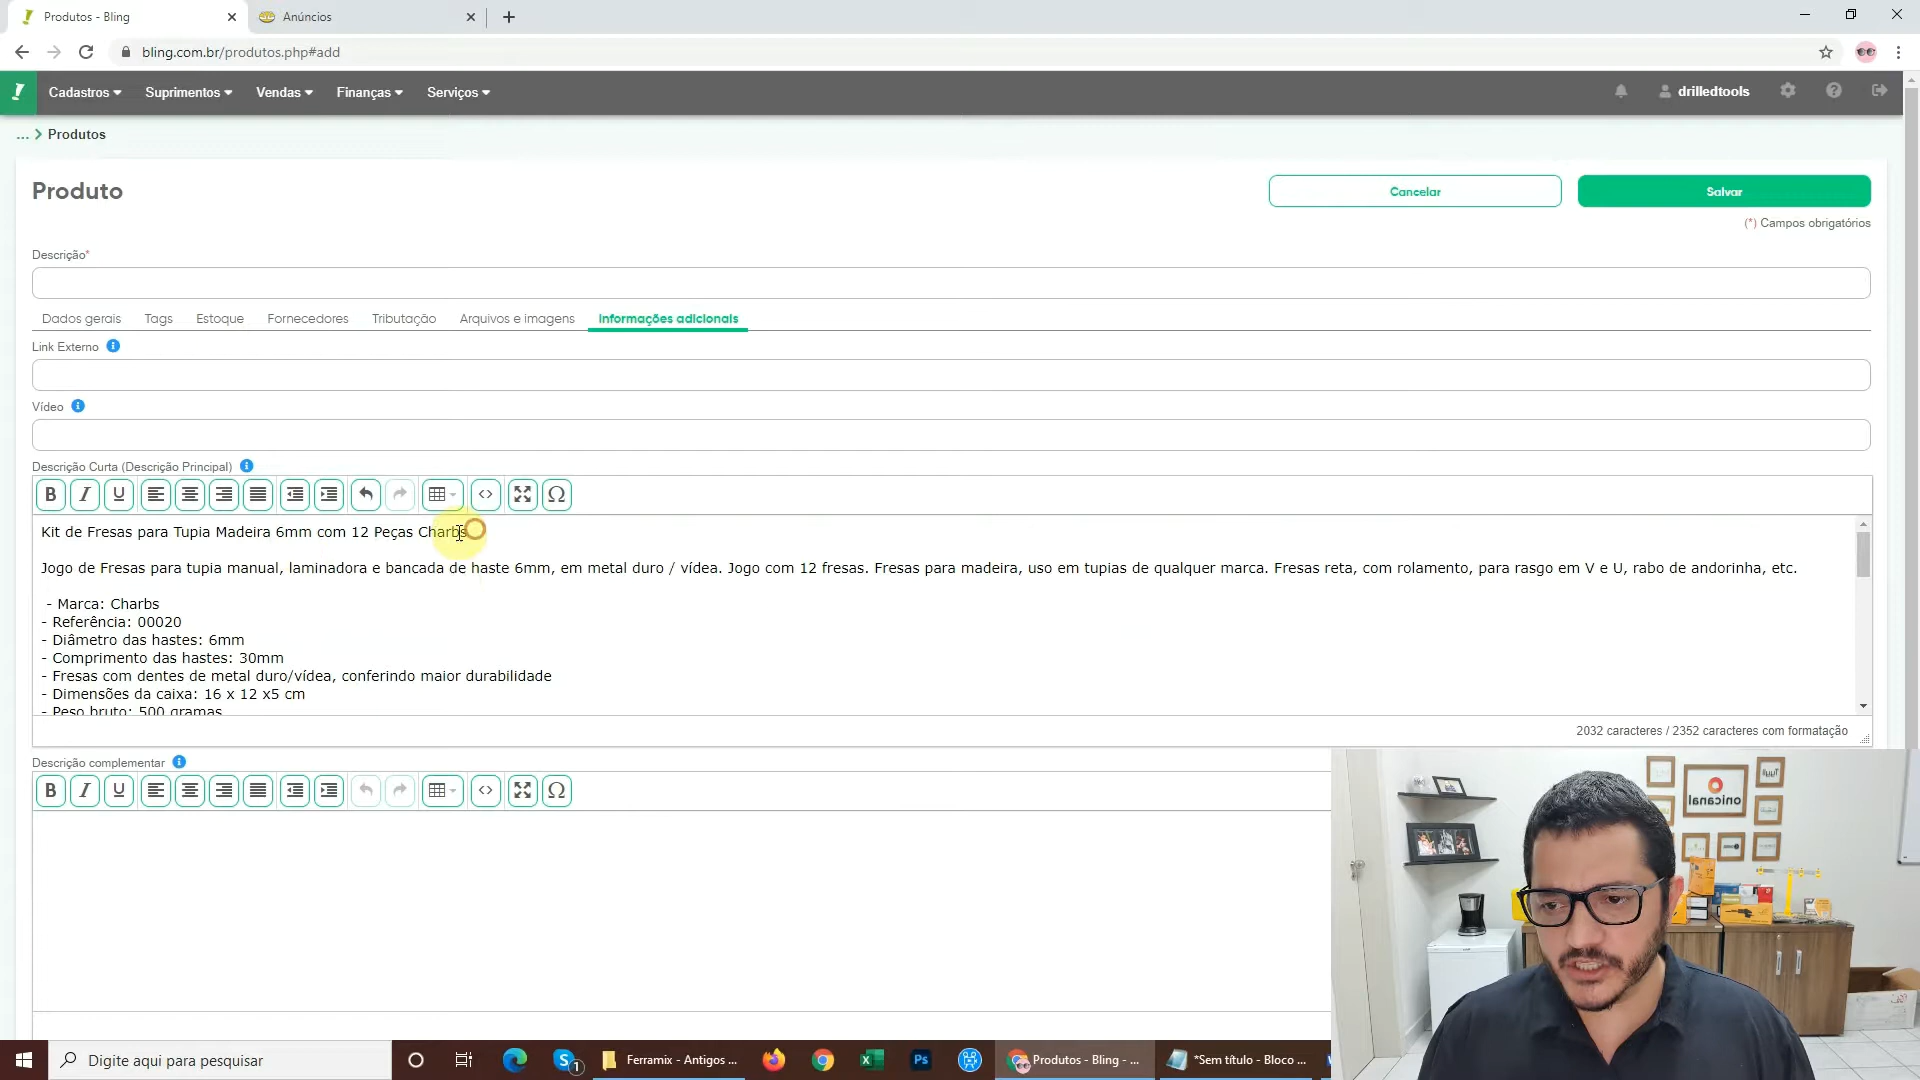 Produtos - Bling
Anúncios
bling.com.br/produtos.php#add
Cadastros Suprimentos Vendas Finanças Serviços drilledtools
... > Produtos
Produto
Cancelar
Salvar
(*) Campos obrigatórios
Descrição*
Dados gerais Tags Estoque Fornecedores Tributação Arquivos e imagens Informações adicionais
Link Externo
Vídeo
Descrição Curta (Descrição Principal)
Kit de Fresas para Tupia Madeira 6mm com 12 Peças Charbs
Jogo de Fresas para tupia manual, laminadora e bancada de haste 6mm, em metal duro / vídea. Jogo com 12 fresas. Fresas para madeira, uso em tupias de qualquer marca. Fresas reta, com rolamento, para rasgo em V e U, rabo de andorinha, etc.
- Marca: Charbs
- Referência: 00020
- Diâmetro das hastes: 6mm
- Comprimento das hastes: 30mm
- Fresas com dentes de metal duro/vídea, conferindo maior durabilidade
- Dimensões da caixa: 16 x 12 x5 cm
- Peso bruto: 500 gramas
2032 caracteres / 2352 caracteres com formatação
Descrição complementar
onicanal
Digite aqui para pesquisar
1
Ferramix - Antigos ...
Ps
Produtos - Bling - ...
*Sem título - Bloco ...